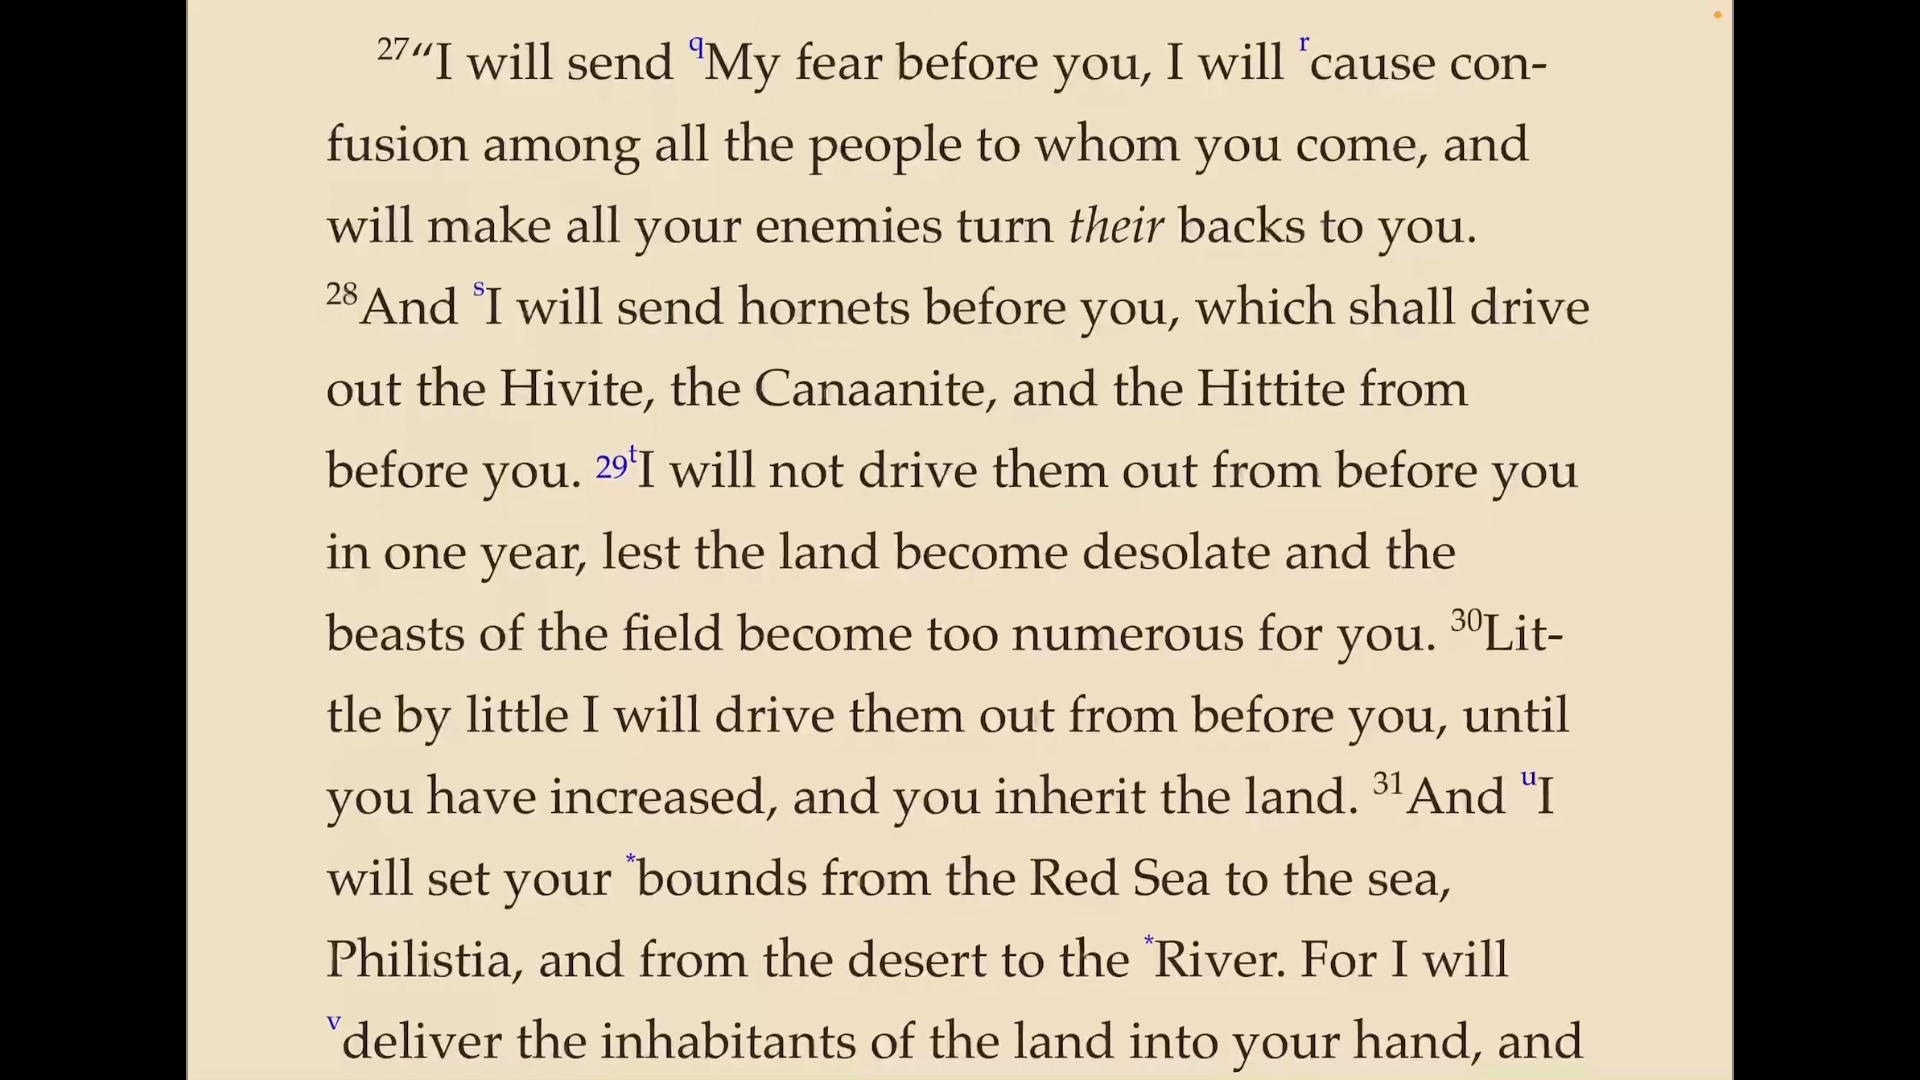 27“I will send qMy fear before you, I will rcause con-
fusion among all the people to whom you come, and
will make all your enemies turn their backs to you.
28And sI will send hornets before you, which shall drive
out the Hivite, the Canaanite, and the Hittite from
before you. 29tI will not drive them out from before you
in one year, lest the land become desolate and the
beasts of the field become too numerous for you. 30Lit-
tle by little I will drive them out from before you, until
you have increased, and you inherit the land. 31And uI
will set your *bounds from the Red Sea to the sea,
Philistia, and from the desert to the *River. For I will
vdeliver the inhabitants of the land into your hand, and